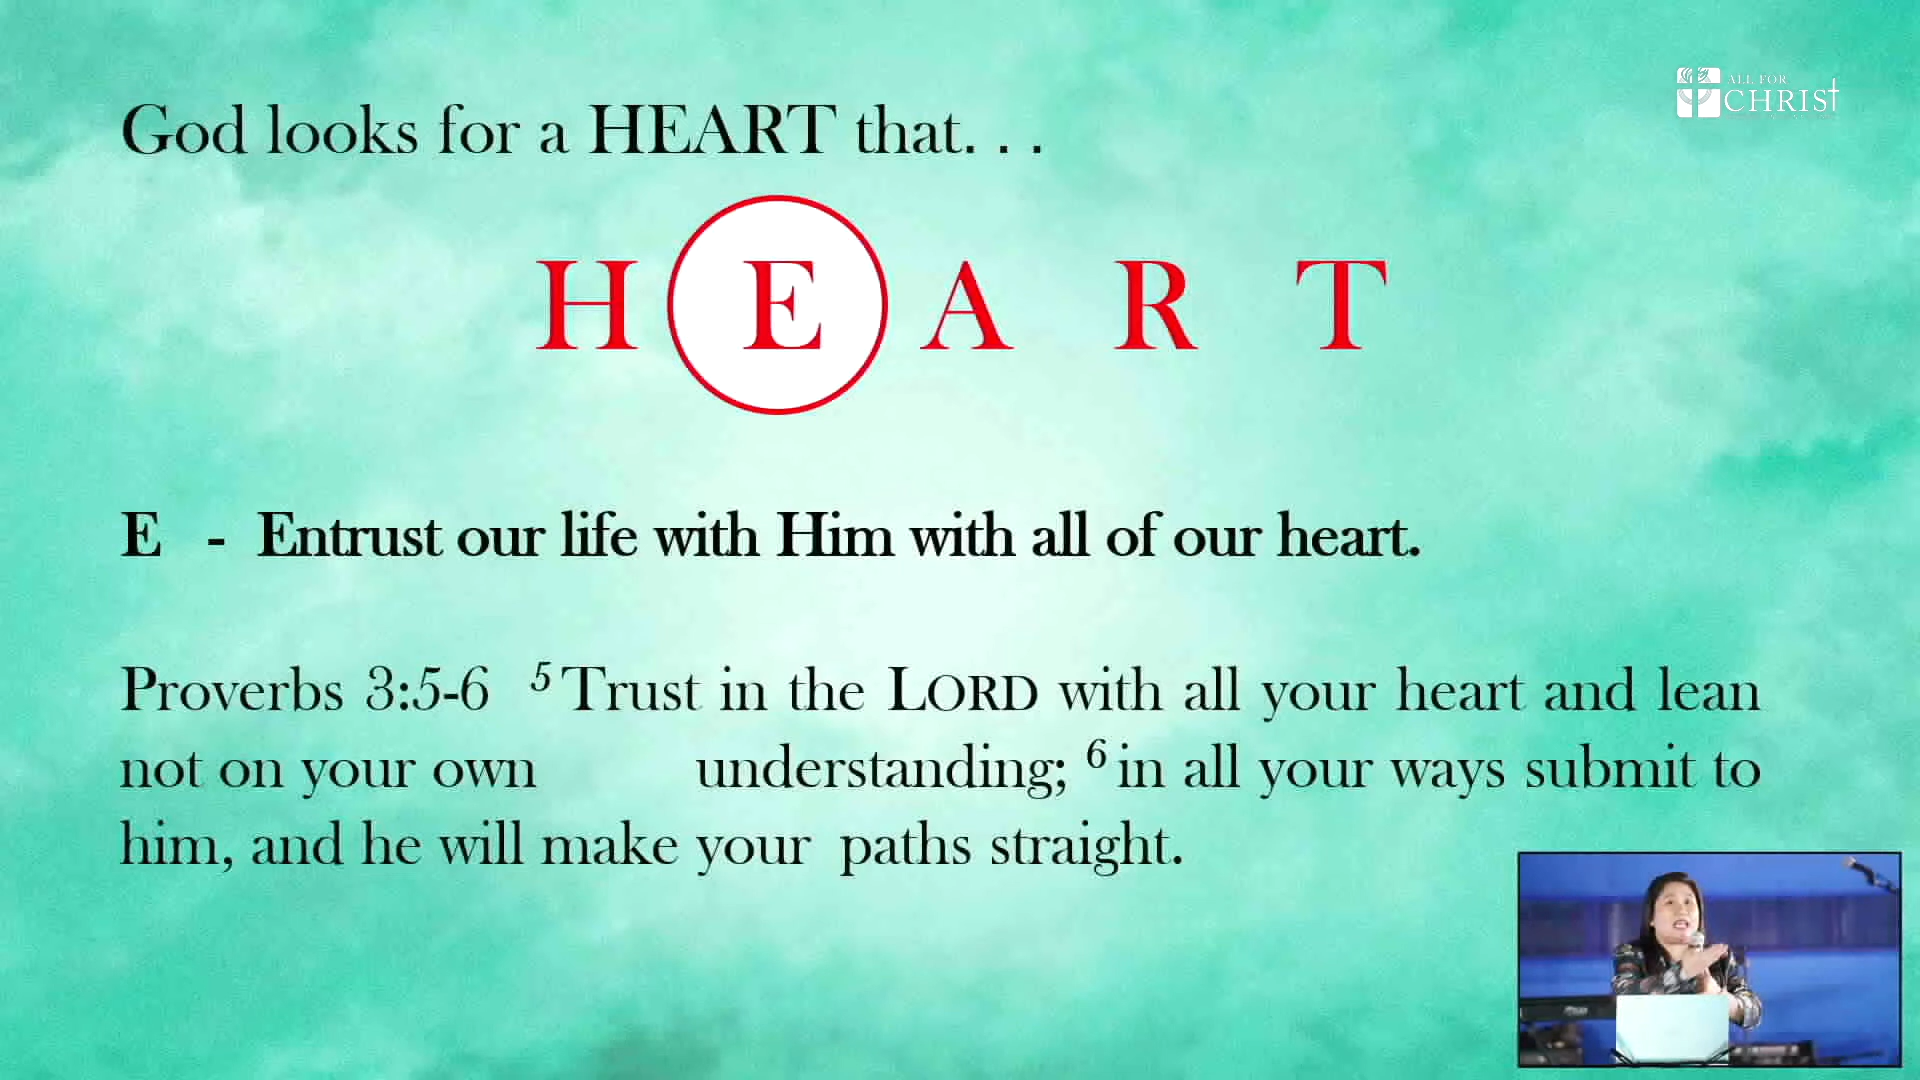 ALL FOR
CHRIST
God looks for a HEART that. . .
H E A R T
E - Entrust our life with Him with all of our heart.
Proverbs 3:5-6 5 Trust in the LORD with all your heart and lean
not on your own understanding; 6 in all your ways submit to
him, and he will make your paths straight.